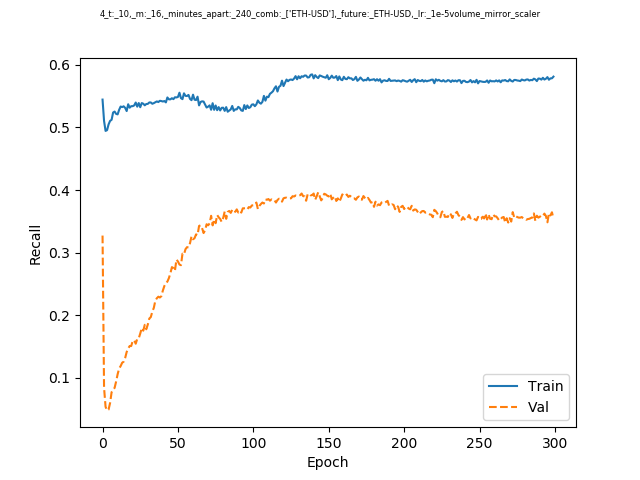 4_t:_10,_m:_16,_minutes_apart:_240_comb:_['ETH-USD'],_future:_ETH-USD,_lr:_1e-5volume_mirror_scaler
0.6
0.5
0.4
0.3
0.2
0.1
Recall
0 50 100 150 200 250 300
Epoch
Train
Val